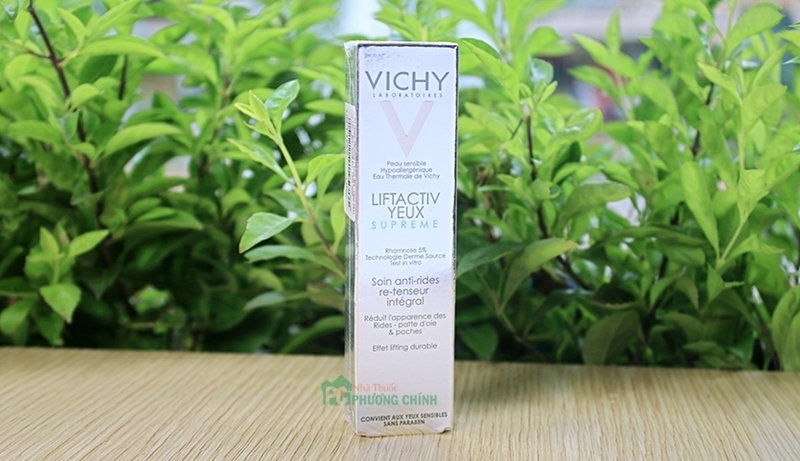 VICHY
LABORATOIRES
V
Peau sensible
Hypoallergénique
Eau Thermale de Vichy
LIFTACTIV
YEUX
SUPREME
Rhamnose 5%
Technologie Derme Source
Test in vitro
Soin anti-rides
re-tenseur
intégral
Réduit l'apparence des
Rides - patte d'oie
& poches
Effet lifting durable
Nhà Thuốc
PHƯƠNG CHÍNH
CONVIENT AUX YEUX SENSIBLES
SANS PARABEN